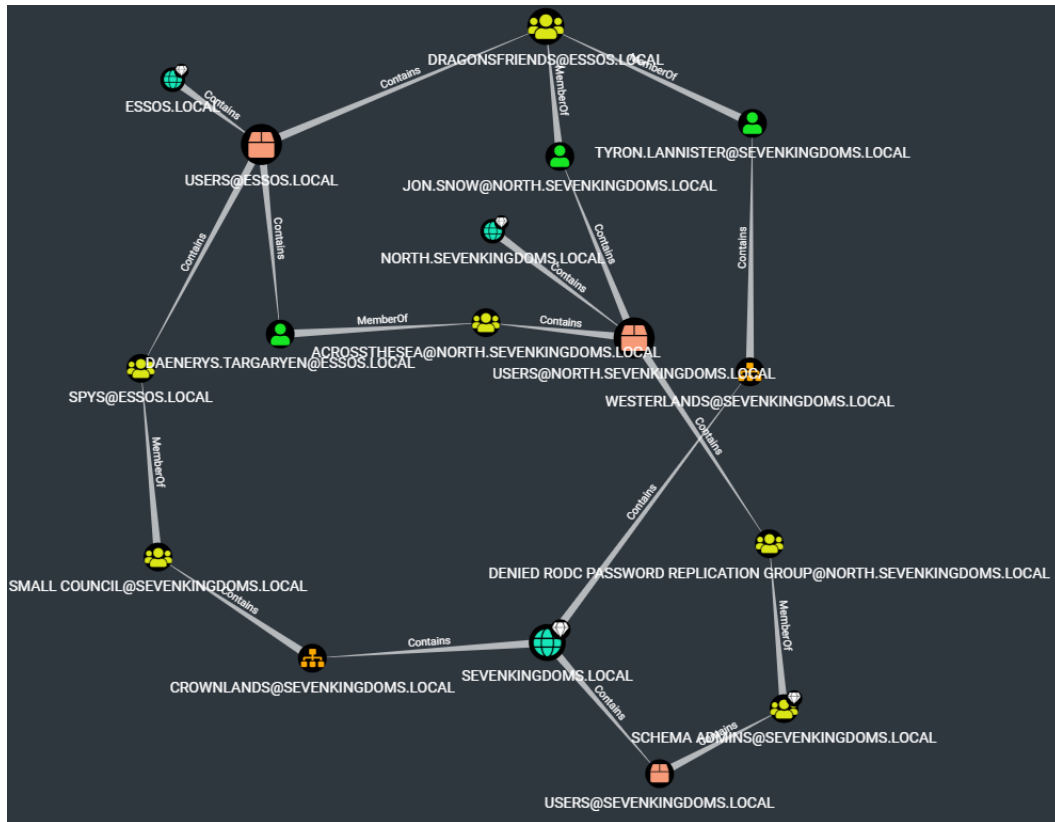 DRAGONSFRIENDS@ESSOS.LOCAL
Contains
MemberOf
MemberOf
ESSOS.LOCAL
Contains
TYRON.LANNISTER@SEVENKINGDOMS.LOCAL
USERS@ESSOS.LOCAL
JON.SNOW@NORTH.SEVENKINGDOMS.LOCAL
Contains
Contains
Contains
Contains
NORTH.SEVENKINGDOMS.LOCAL
Contains
MemberOf
Contains
ACROSSTHESEA@NORTH.SEVENKINGDOMS.LOCAL
DAENERYS.TARGARYEN@ESSOS.LOCAL
USERS@NORTH.SEVENKINGDOMS.LOCAL
SPYS@ESSOS.LOCAL
WESTERLANDS@SEVENKINGDOMS.LOCAL
Contains
MemberOf
Contains
DENIED RODC PASSWORD REPLICATION GROUP@NORTH.SEVENKINGDOMS.LOCAL
SMALL COUNCIL@SEVENKINGDOMS.LOCAL
Contains
MemberOf
Contains
SEVENKINGDOMS.LOCAL
CROWNLANDS@SEVENKINGDOMS.LOCAL
Contains
SCHEMA ADMINS@SEVENKINGDOMS.LOCAL
Contains
USERS@SEVENKINGDOMS.LOCAL